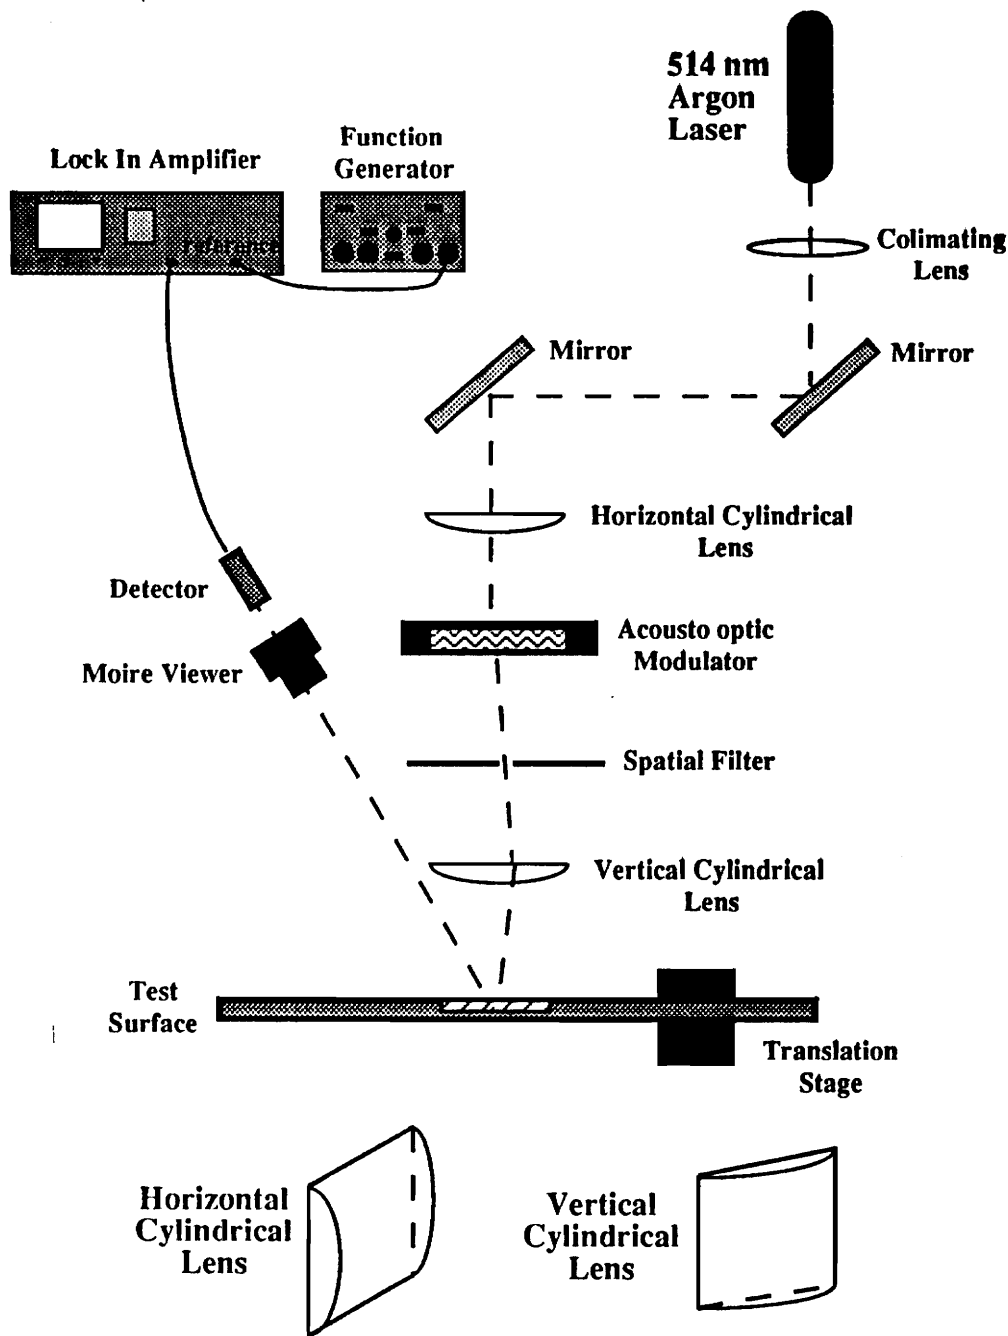 514 nm
Argon
Laser
Function
Generator
Lock In Amplifier
reference
Colimating
Lens
Mirror
Mirror
Horizontal Cylindrical
Lens
Detector
Acousto optic
Modulator
Moire Viewer
Spatial Filter
Vertical Cylindrical
Lens
Test
Surface
Translation
Stage
Horizontal
Cylindrical
Lens
Vertical
Cylindrical
Lens